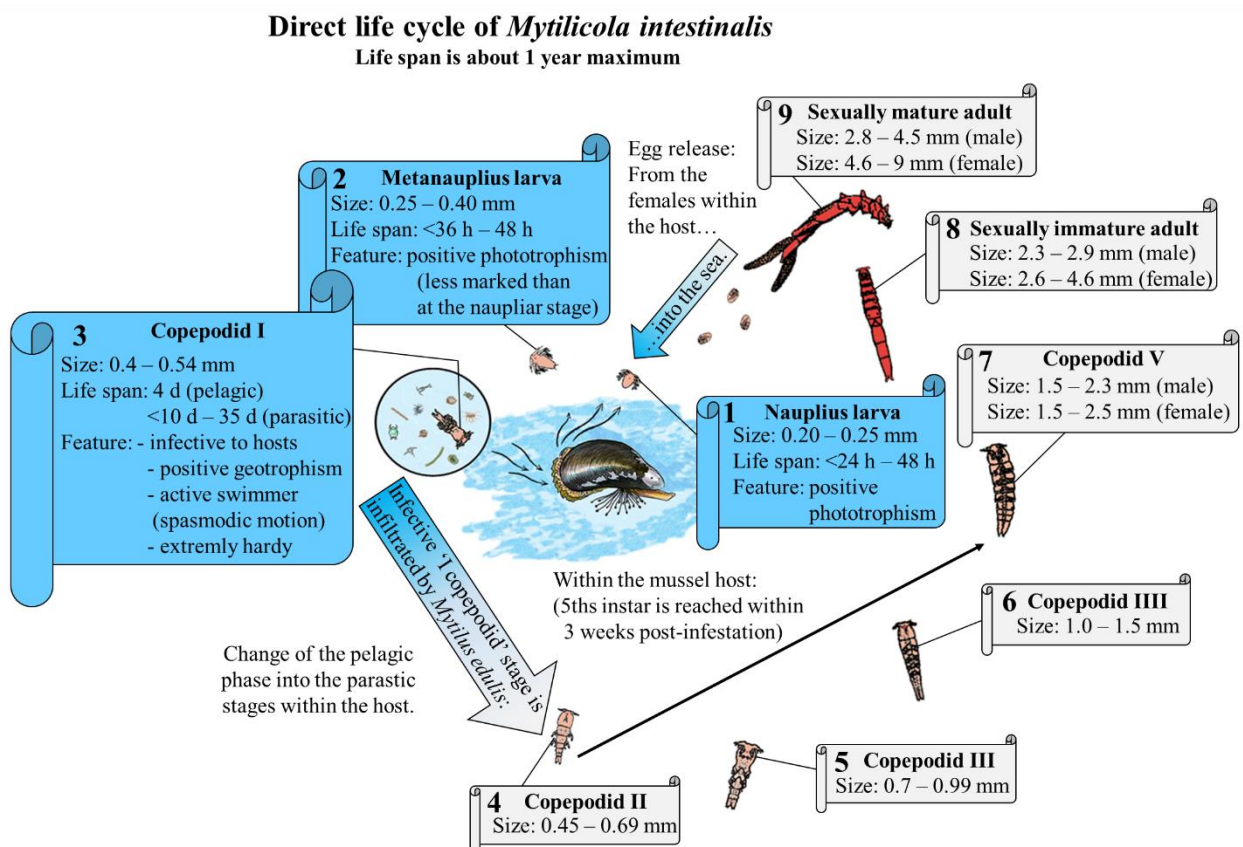 Direct life cycle of Mytilicola intestinalis
Life span is about 1 year maximum
9 Sexually mature adult
Size: 2.8 – 4.5 mm (male)
Size: 4.6 – 9 mm (female)
Egg release:
From the
females within
the host…
…into the sea.
2 Metanauplius larva
Size: 0.25 – 0.40 mm
Life span: <36 h – 48 h
Feature: positive phototrophism
(less marked than
at the naupliar stage)
8 Sexually immature adult
Size: 2.3 – 2.9 mm (male)
Size: 2.6 – 4.6 mm (female)
3 Copepodid I
Size: 0.4 – 0.54 mm
Life span: 4 d (pelagic)
<10 d – 35 d (parasitic)
Feature: - infective to hosts
- positive geotrophism
- active swimmer
(spasmodic motion)
- extremly hardy
7 Copepodid V
Size: 1.5 – 2.3 mm (male)
Size: 1.5 – 2.5 mm (female)
1 Nauplius larva
Size: 0.20 – 0.25 mm
Life span: <24 h – 48 h
Feature: positive
phototrophism
Infective ‘I copepodid’ stage is
infiltrated by Mytilus edulis:
Within the mussel host:
(5ths instar is reached within
3 weeks post-infestation)
6 Copepodid IIII
Size: 1.0 – 1.5 mm
Change of the pelagic
phase into the parastic
stages within the host.
5 Copepodid III
Size: 0.7 – 0.99 mm
4 Copepodid II
Size: 0.45 – 0.69 mm